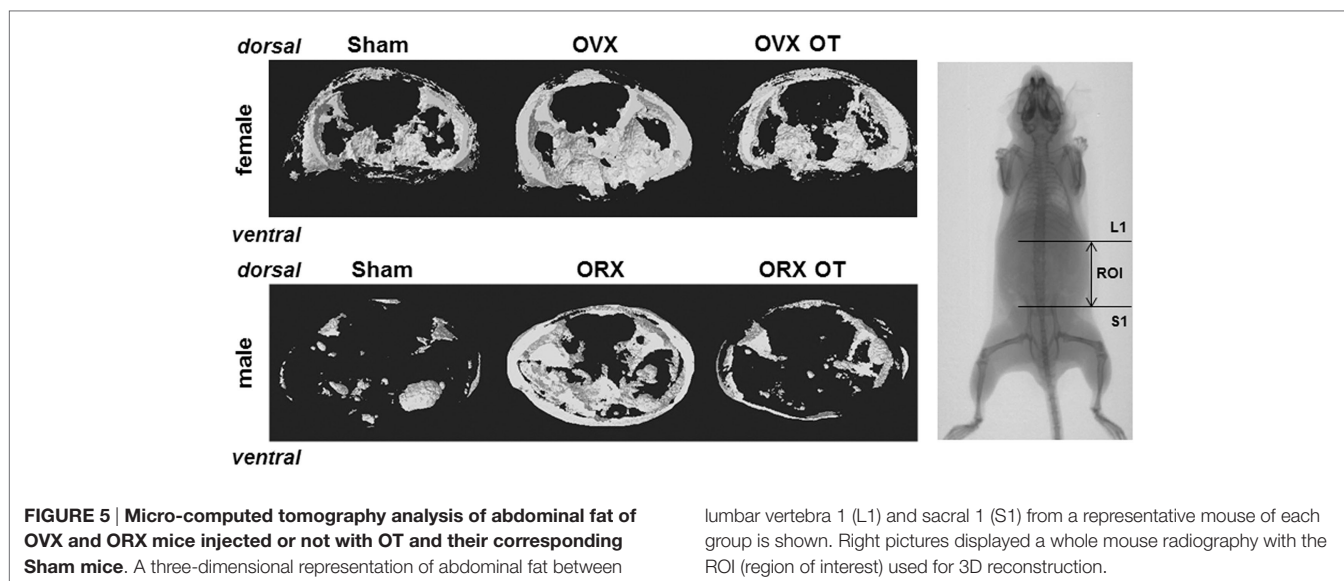 dorsal Sham OVX OVX OT
female
ventral
dorsal Sham ORX ORX OT
male
ventral
L1
ROI
S1
FIGURE 5 | Micro-computed tomography analysis of abdominal fat of
OVX and ORX mice injected or not with OT and their corresponding
Sham mice. A three-dimensional representation of abdominal fat between
lumbar vertebra 1 (L1) and sacral 1 (S1) from a representative mouse of each
group is shown. Right pictures displayed a whole mouse radiography with the
ROI (region of interest) used for 3D reconstruction.